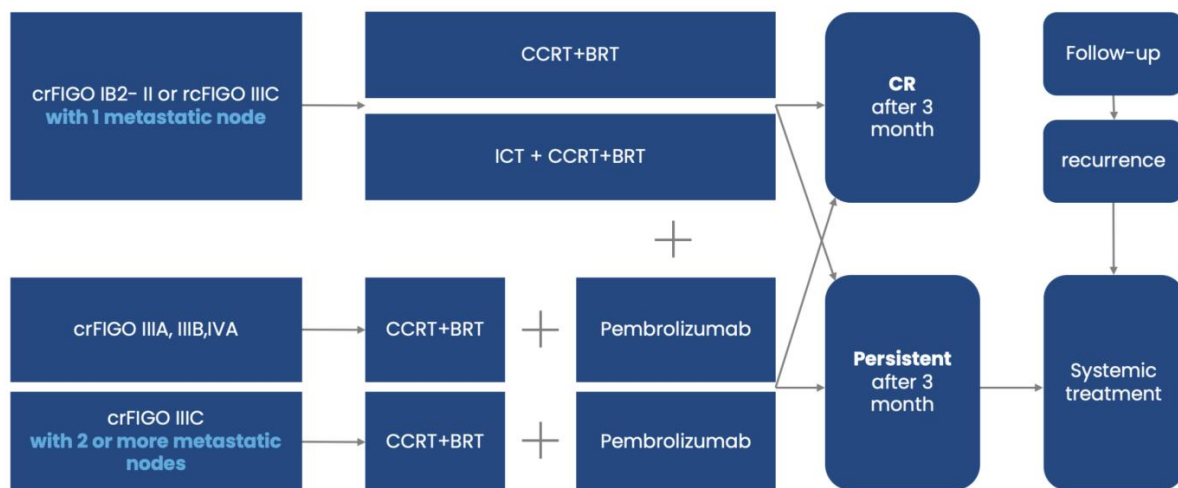 crFIGO IB2- II or rcFIGO IIIC
with 1 metastatic node
CCRT+BRT
ICT + CCRT+BRT
CR
after 3
month
Follow-up
recurrence
+
crFIGO IIIA, IIIB,IVA
CCRT+BRT
+
Pembrolizumab
crFIGO IIIC
with 2 or more metastatic
nodes
CCRT+BRT
+
Pembrolizumab
Persistent
after 3
month
Systemic
treatment